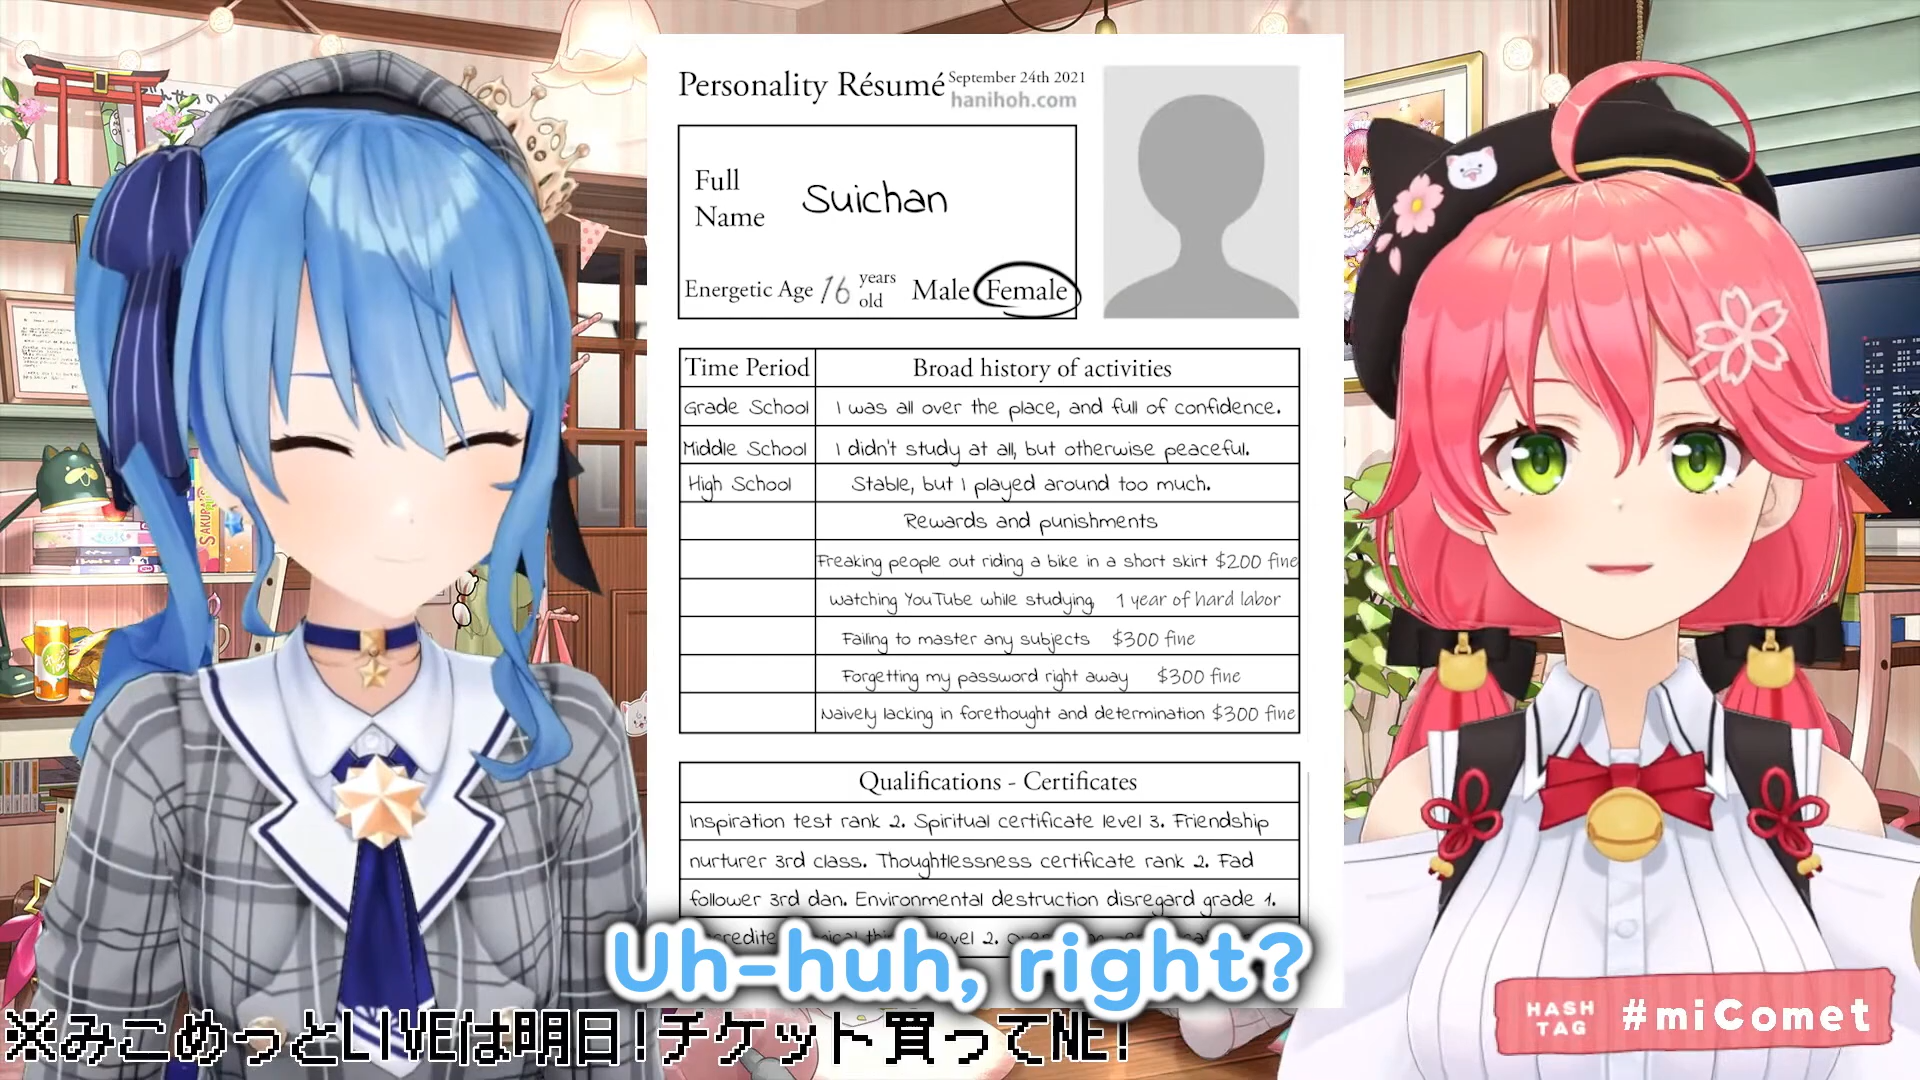 Personality Résumé September 24th 2021
hanihoh.com
Full Name Suichan
Energetic Age 16 years old Male Female
Time Period Broad history of activities
Grade School I was all over the place, and full of confidence.
Middle School I didn't study at all, but otherwise peaceful.
High School Stable, but I played around too much.
Rewards and punishments
Freaking people out riding a bike in a short skirt $200 fine
Watching YouTube while studying 1 year of hard labor
Failing to master any subjects $300 fine
Forgetting my password right away $300 fine
Naively lacking in forethought and determination $300 fine
Qualifications - Certificates
Inspiration test rank 2. Spiritual certificate level 3. Friendship
nurturer 3rd class. Thoughtlessness certificate rank 2. Fad
follower 3rd dan. Environmental destruction disregard grade 1.
level 2.
Uh-huh, right?
HASH TAG #miComet
※みこめっとLIVEは明日!チケット買ってNE!